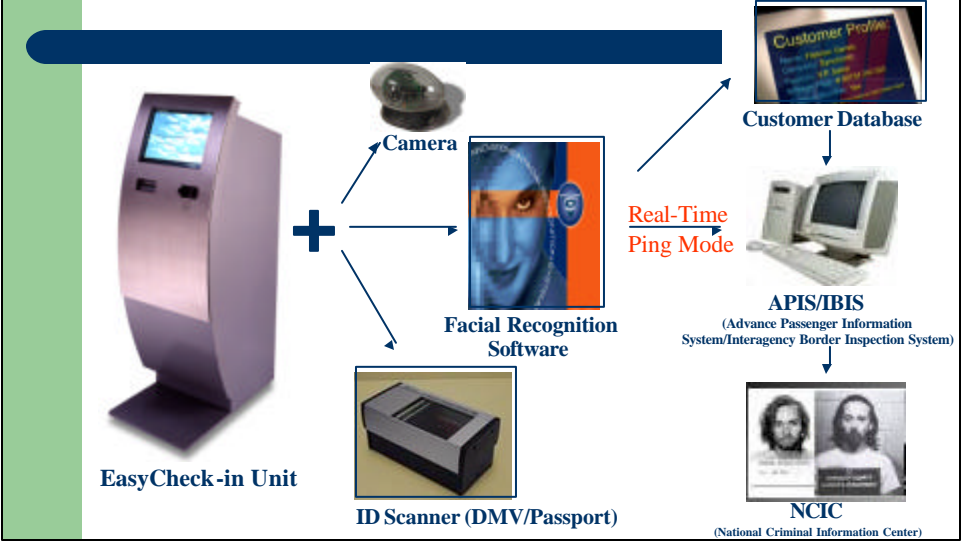 Customer Profile:
Customer Database
Camera
Real-Time
Ping Mode
Facial Recognition
Software
APIS/IBIS
(Advance Passenger Information
System/Interagency Border Inspection System)
EasyCheck-in Unit
ID Scanner (DMV/Passport)
NCIC
(National Criminal Information Center)